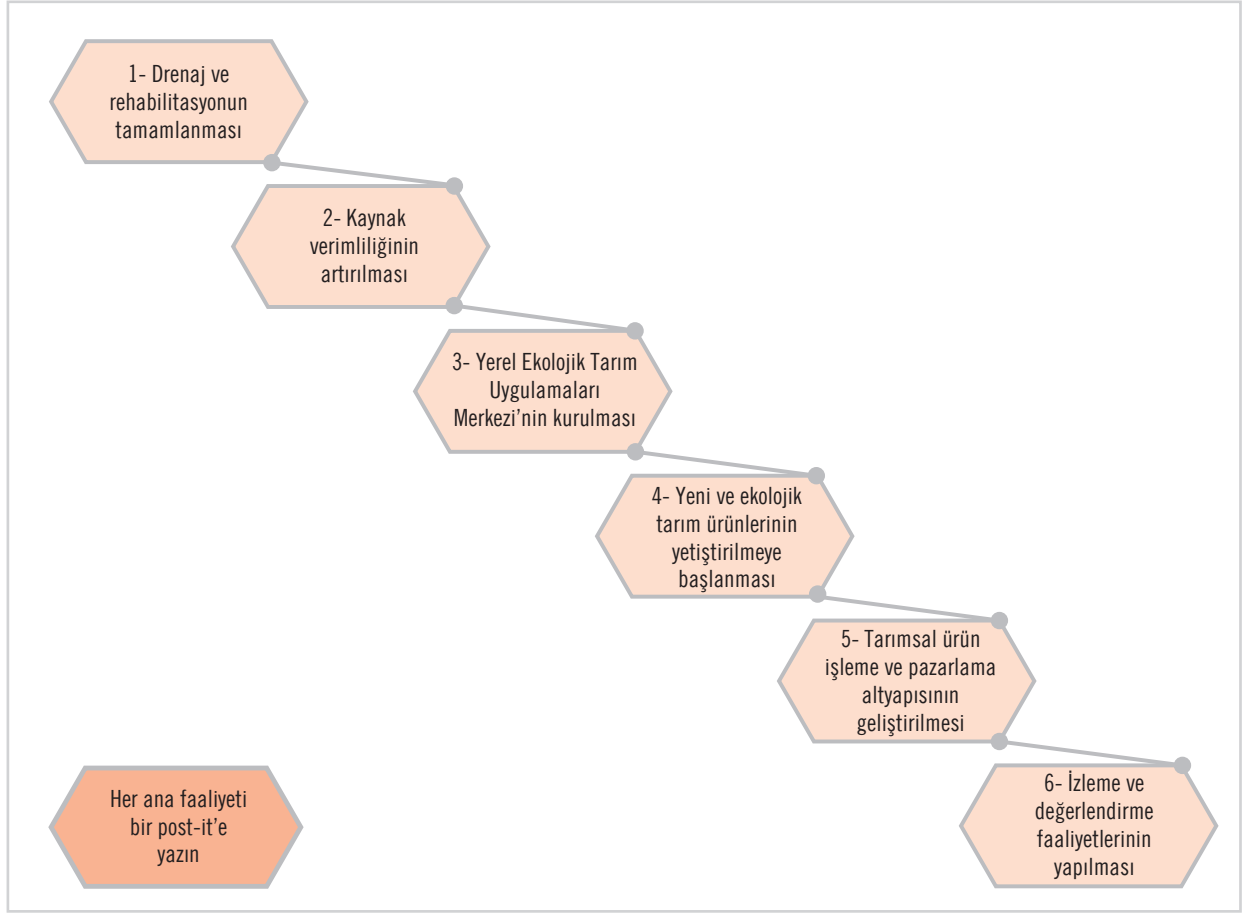 1- Drenaj ve
rehabilitasyonun
tamamlanması
2- Kaynak
verimliliğinin
artırılması
3- Yerel Ekolojik Tarım
Uygulamaları
Merkezi’nin kurulması
4- Yeni ve ekolojik
tarım ürünlerinin
yetiştirilmeye
başlanması
5- Tarımsal ürün
işleme ve pazarlama
altyapısının
geliştirilmesi
6- İzleme ve
değerlendirme
faaliyetlerinin
yapılması
Her ana faaliyeti
bir post-it’e
yazın